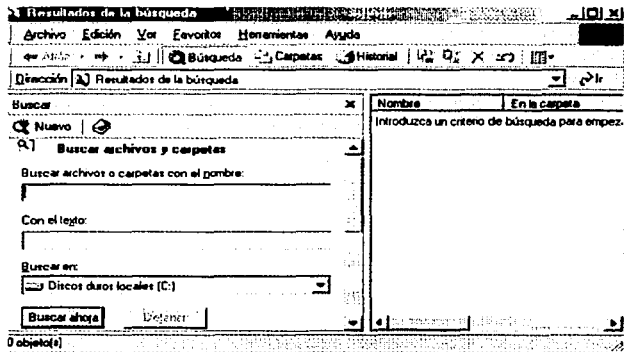 Resultados de la búsqueda
Archivo Edición Ver Favoritos Herramientas Ayuda
Atrás Búsqueda Carpetas Historial
Dirección Resultados de la búsqueda Ir
Buscar
Nuevo
Buscar archivos y carpetas
Buscar archivos o carpetas con el nombre:
Con el texto:
Buscar en:
Discos duros locales (C:)
Buscar ahora Detener
Nombre En la carpeta
Introduzca un criterio de búsqueda para empez
0 objeto(s)